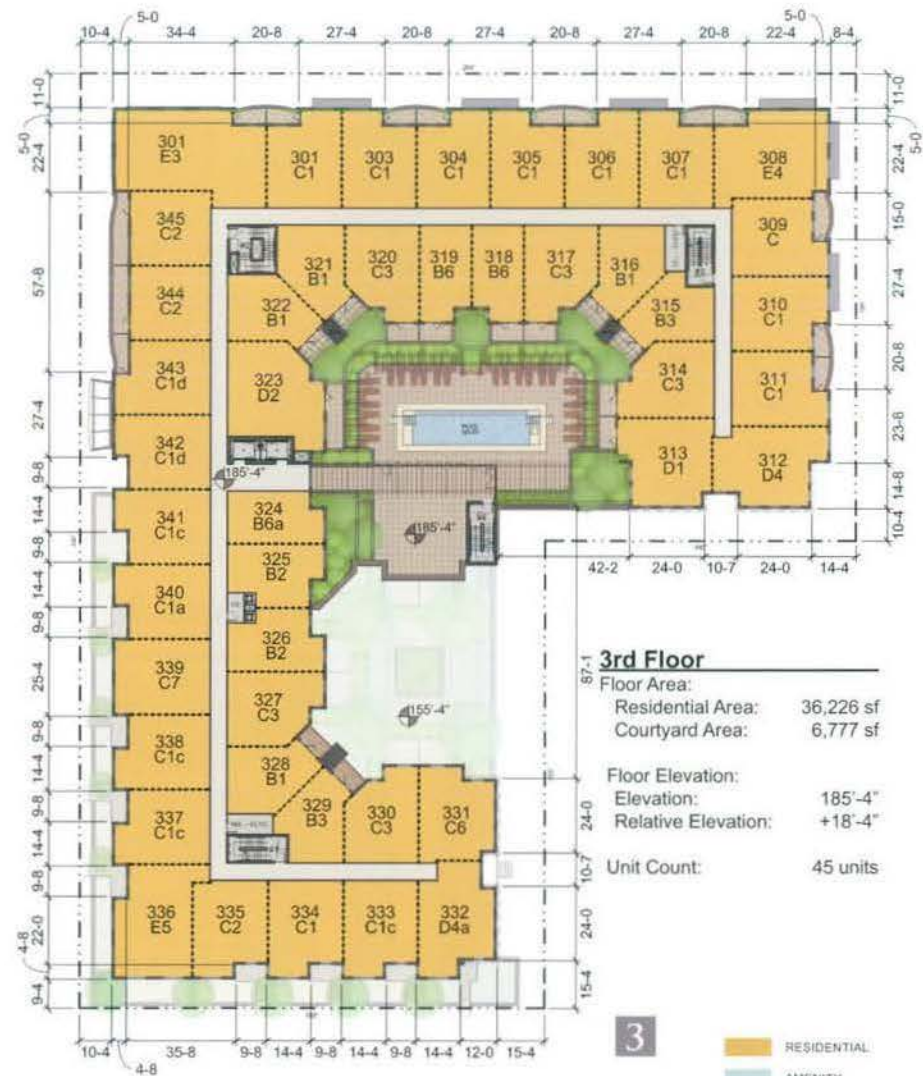 5-0 5-0
10-4 34-4 20-8 27-4 20-8 27-4 20-8 27-4 20-8 22-4 8-4
11-0 11-0
5-0 5-0
22-4 22-4
301
E3
301
C1
303
C1
304
C1
305
C1
306
C1
307
C1
308
E4
15-0
345
C2
309
C
57-8
321
B1
320
C3
319
B6
318
B6
317
C3
316
B1
27-4
344
C2
322
B1
315
B3
310
C1
20-8
343
C1d
323
D2
314
C3
311
C1
27-4
23-8
342
C1d
313
D1
312
D4
9-8
185'-4"
14-8
14-4
341
C1c
324
B6a
185'-4"
10-4
9-8
325
B2
42-2 24-0 10-7 24-0 14-4
14-4
340
C1a
9-8
326
B2
87-1
3rd Floor
25-4
339
C7
Floor Area:
Residential Area: 36,226 sf
Courtyard Area: 6,777 sf
327
C3
155'-4"
9-8
338
C1c
Floor Elevation:
Elevation: 185'-4"
Relative Elevation: +18'-4"
14-4
328
B1
9-8
329
B3
330
C3
331
C6
24-0
337
C1c
14-4
Unit Count: 45 units
10-7
9-8
336
E5
335
C2
334
C1
333
C1c
332
D4a
24-0
22-0
4-8
9-4
15-4
3
RESIDENTIAL
10-4 35-8 9-8 14-4 9-8 14-4 9-8 14-4 12-0 15-4
4-8
AMENITY